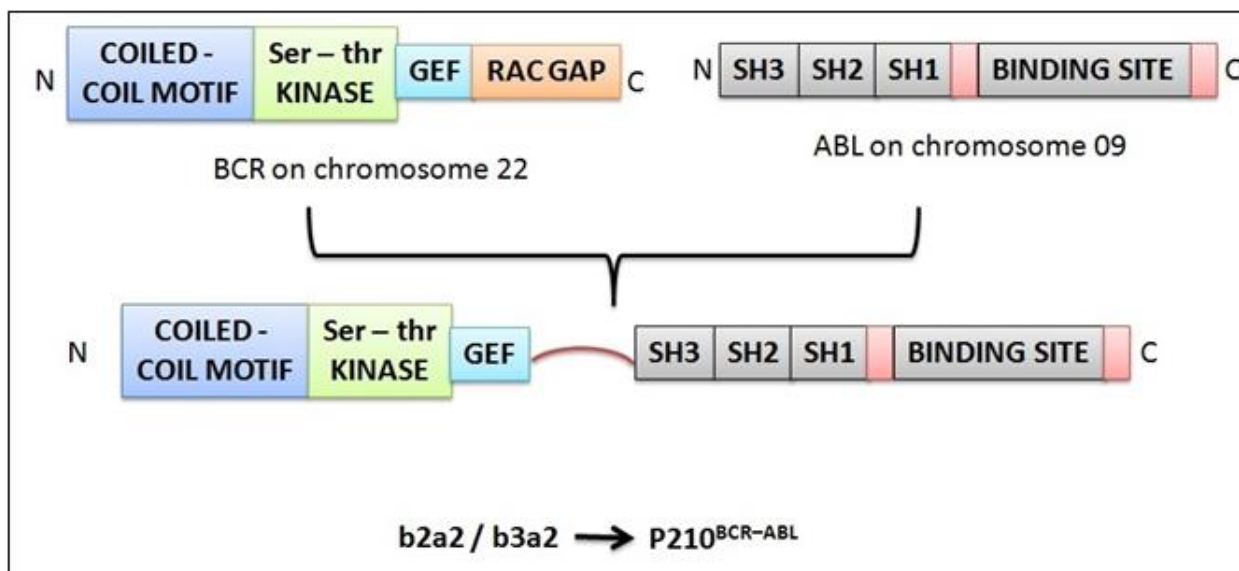 N COILED - COIL MOTIF Ser – thr KINASE GEF RAC GAP C
N SH3 SH2 SH1 BINDING SITE C
BCR on chromosome 22
ABL on chromosome 09
N COILED - COIL MOTIF Ser – thr KINASE GEF SH3 SH2 SH1 BINDING SITE C
b2a2 / b3a2 → P210BCR–ABL